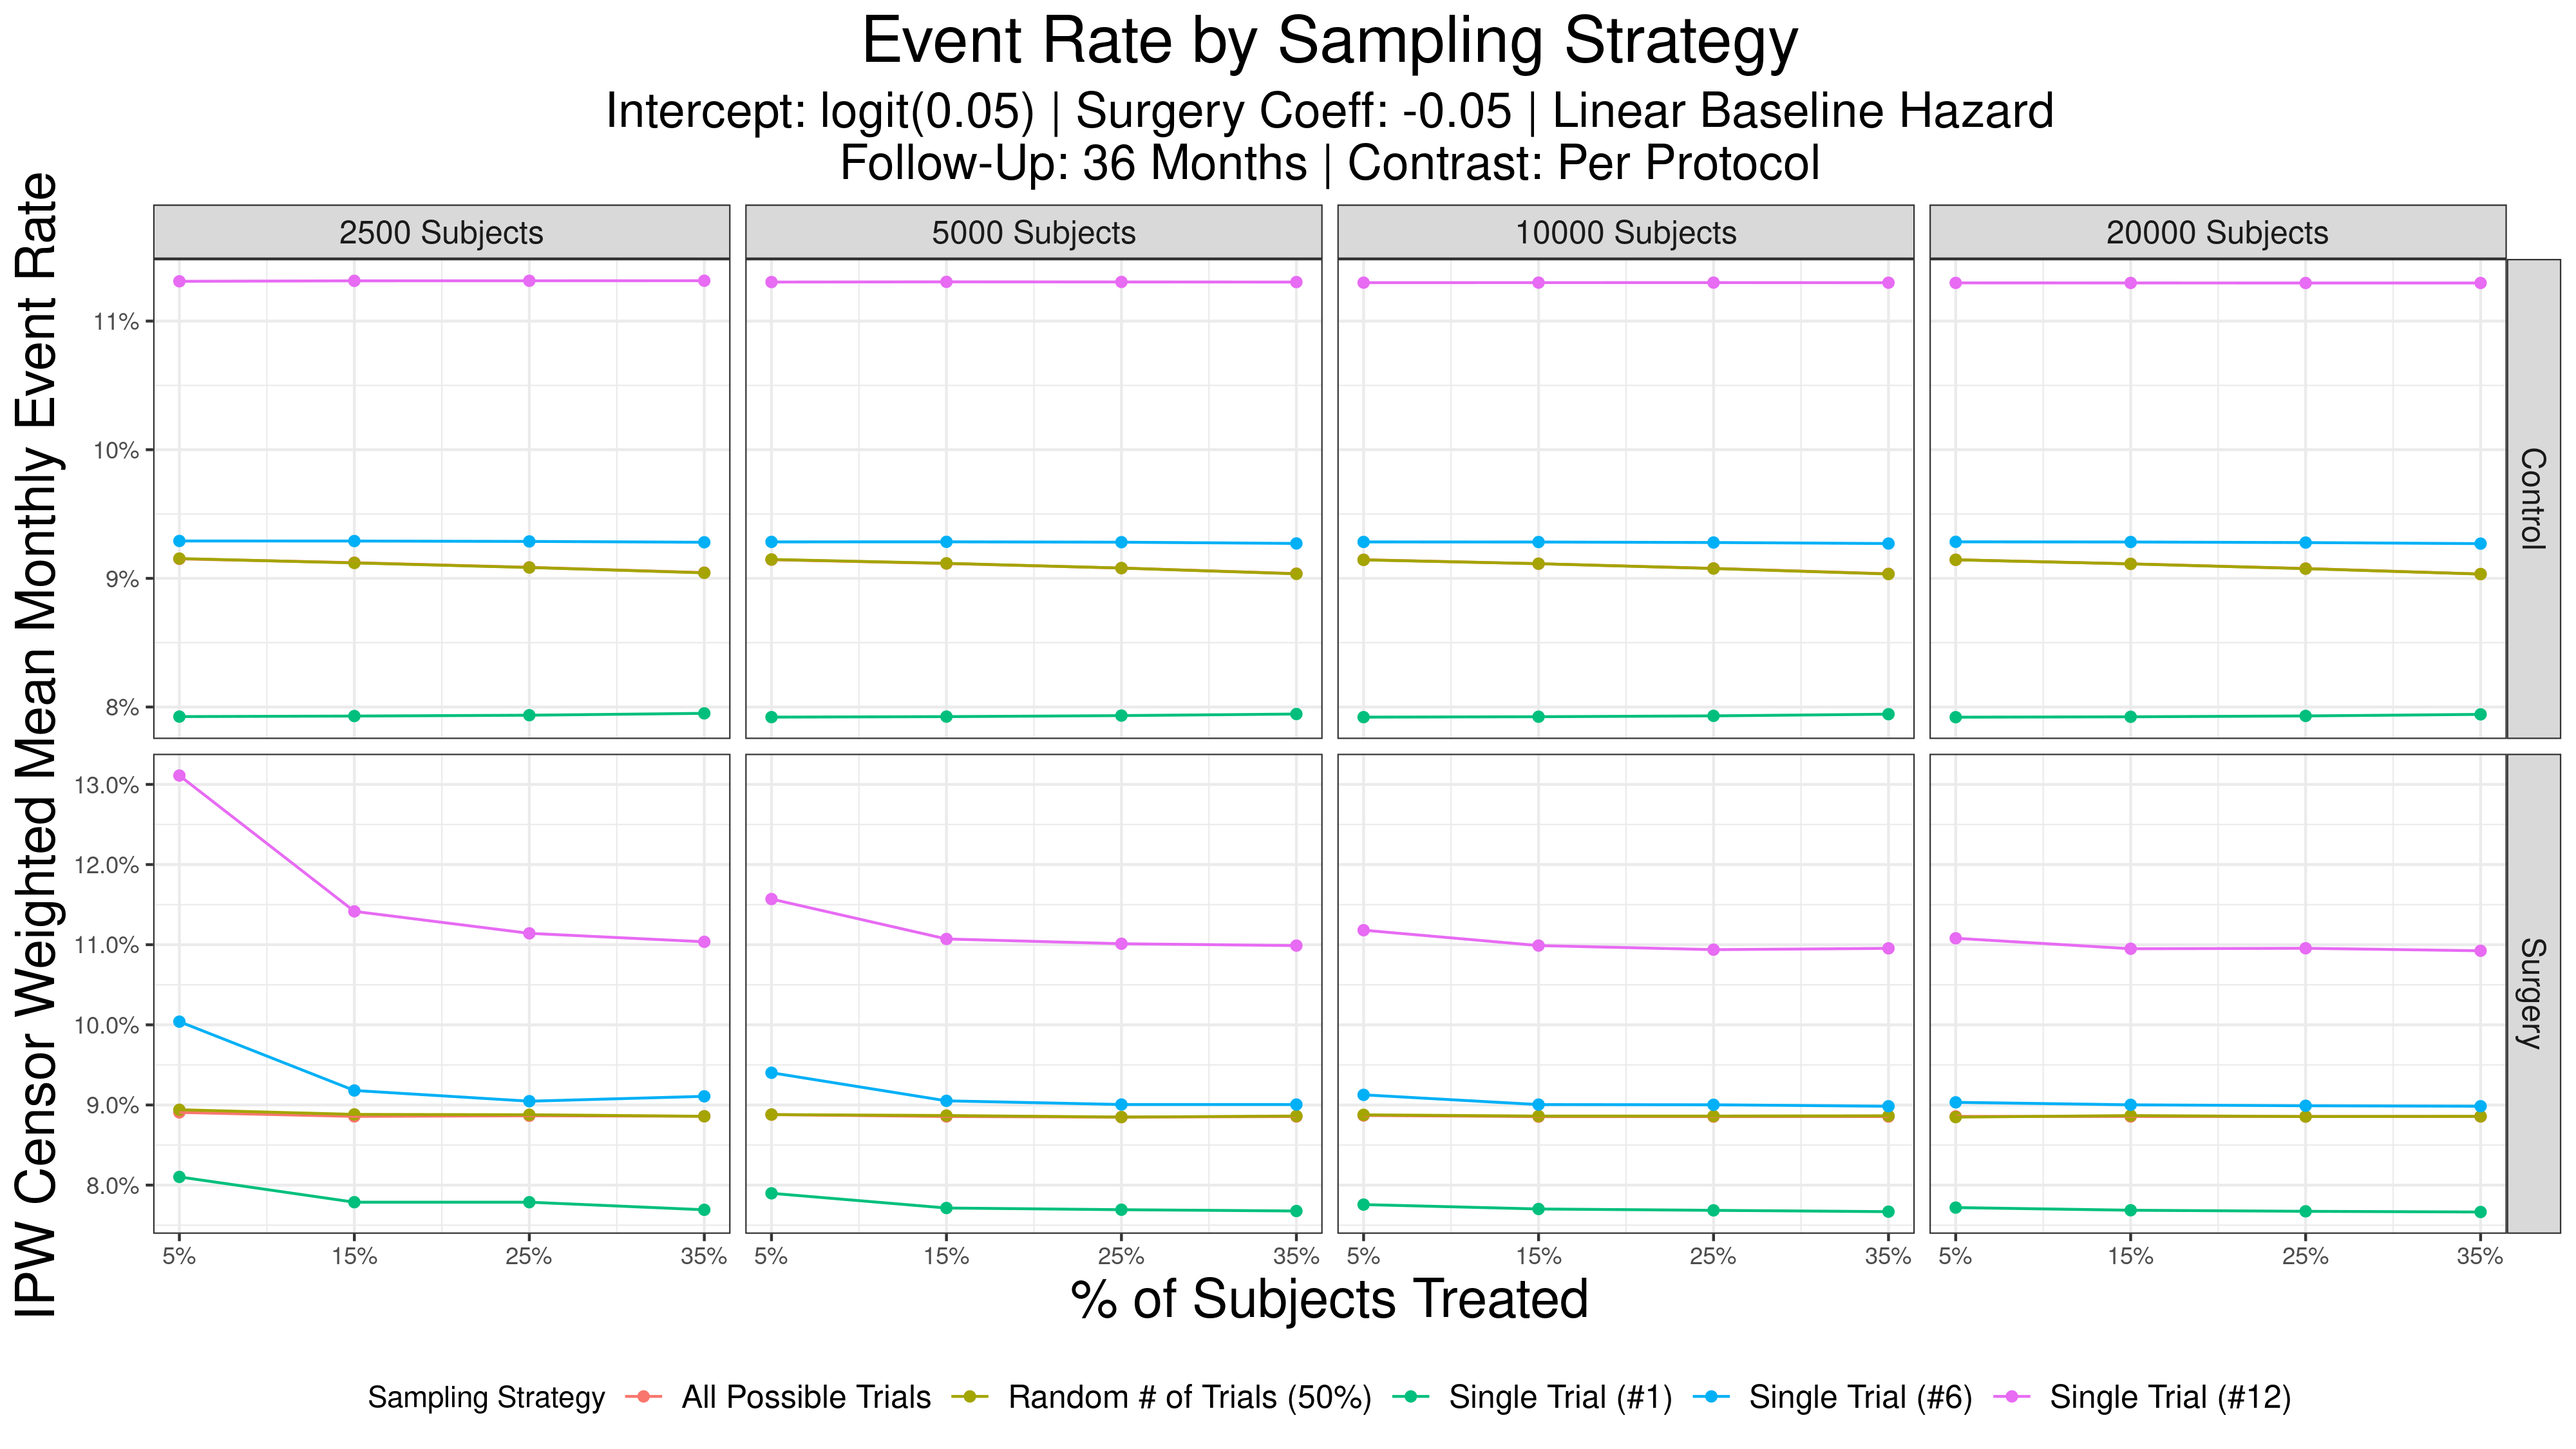 Event Rate by Sampling Strategy
Intercept: logit(0.05) | Surgery Coeff: -0.05 | Linear Baseline Hazard
Follow-Up: 36 Months | Contrast: Per Protocol
IPW Censor Weighted Mean Monthly Event Rate
2500 Subjects
5000 Subjects
10000 Subjects
20000 Subjects
11%
10%
9%
8%
Control
13.0%
12.0%
11.0%
10.0%
9.0%
8.0%
Surgery
5% 15% 25% 35%
5% 15% 25% 35%
5% 15% 25% 35%
5% 15% 25% 35%
% of Subjects Treated
Sampling Strategy
All Possible Trials
Random # of Trials (50%)
Single Trial (#1)
Single Trial (#6)
Single Trial (#12)